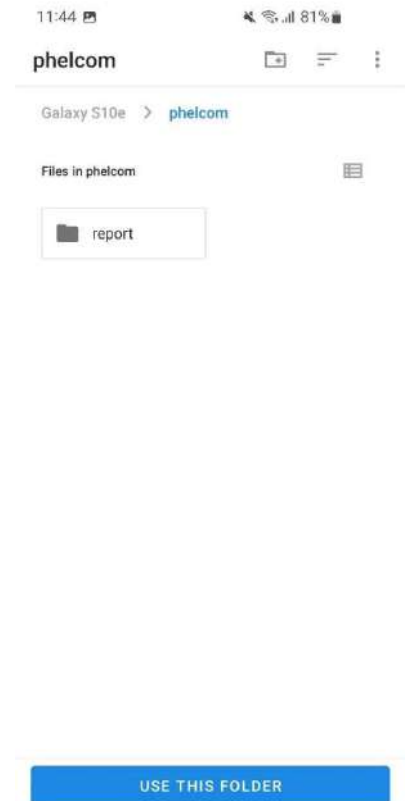 11:44 81%
phelcom
Galaxy S10e > phelcom
Files in phelcom
report
USE THIS FOLDER